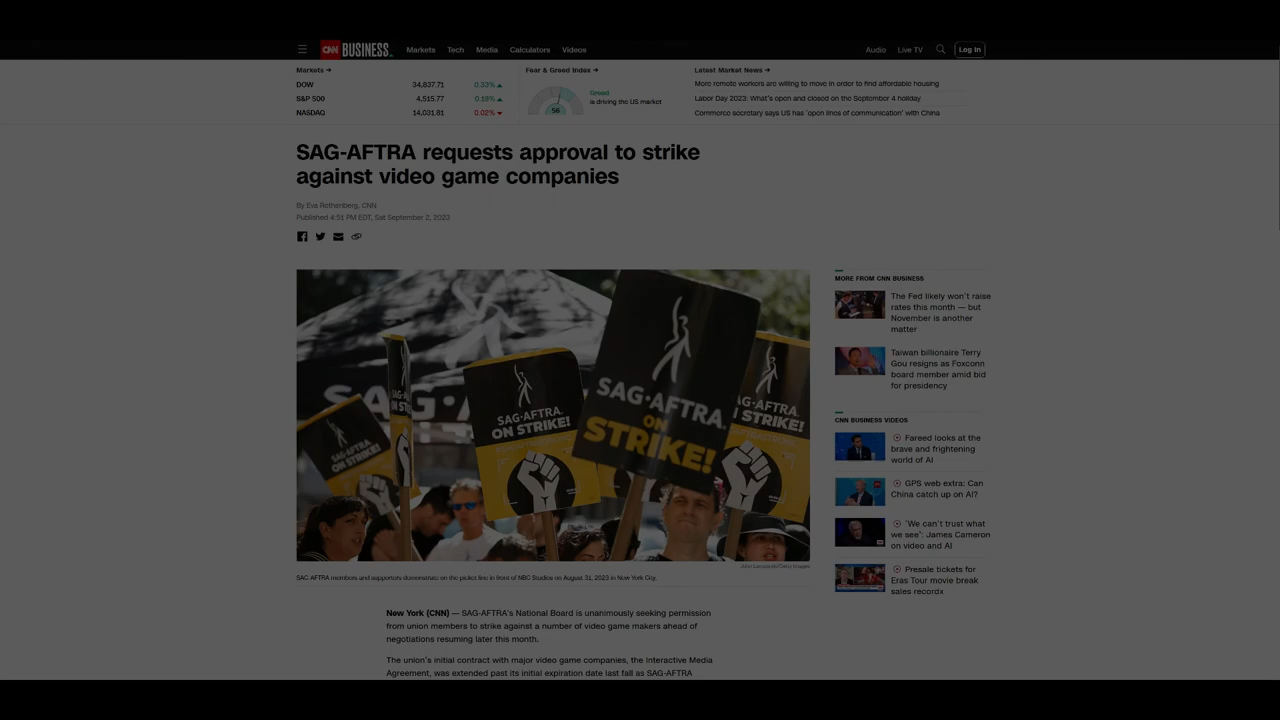 CNN BUSINESS
Markets Tech Media Calculators Videos
Audio Live TV Log In
Markets →
DOW 34,837.71 0.33% ▲
S&P 500 4,515.77 0.18% ▲
NASDAQ 14,031.81 0.02% ▼
Fear & Greed Index →
56
Greed
is driving the US market
Latest Market News →
More remote workers are willing to move in order to find affordable housing
Labor Day 2023: What's open and closed on the September 4 holiday
Commerce secretary says US has 'open lines of communication' with China
SAG-AFTRA requests approval to strike
against video game companies
By Eva Rothenberg, CNN
Published 4:51 PM EDT, Sat September 2, 2023
SAG·AFTRA
ON STRIKE!
SAG·AFTRA
ON STRIKE!
SAG·AFTRA
ON
STRIKE!
SAG·AFTRA
STRIKE!
SAG-AFTRA members and supporters demonstrate on the picket line in front of NBC Studios on August 31, 2023 in New York City.
New York (CNN) — SAG-AFTRA's National Board is unanimously seeking permission
from union members to strike against a number of video game makers ahead of
negotiations resuming later this month.
The union's initial contract with major video game companies, the Interactive Media
Agreement, was extended past its initial expiration date last fall as SAG-AFTRA
MORE FROM CNN BUSINESS
The Fed likely won't raise
rates this month — but
November is another
matter
Taiwan billionaire Terry
Gou resigns as Foxconn
board member amid bid
for presidency
CNN BUSINESS VIDEOS
Fareed looks at the
brave and frightening
world of AI
GPS web extra: Can
China catch up on AI?
'We can't trust what
we see': James Cameron
on video and AI
Presale tickets for
Eras Tour movie break
sales recordx